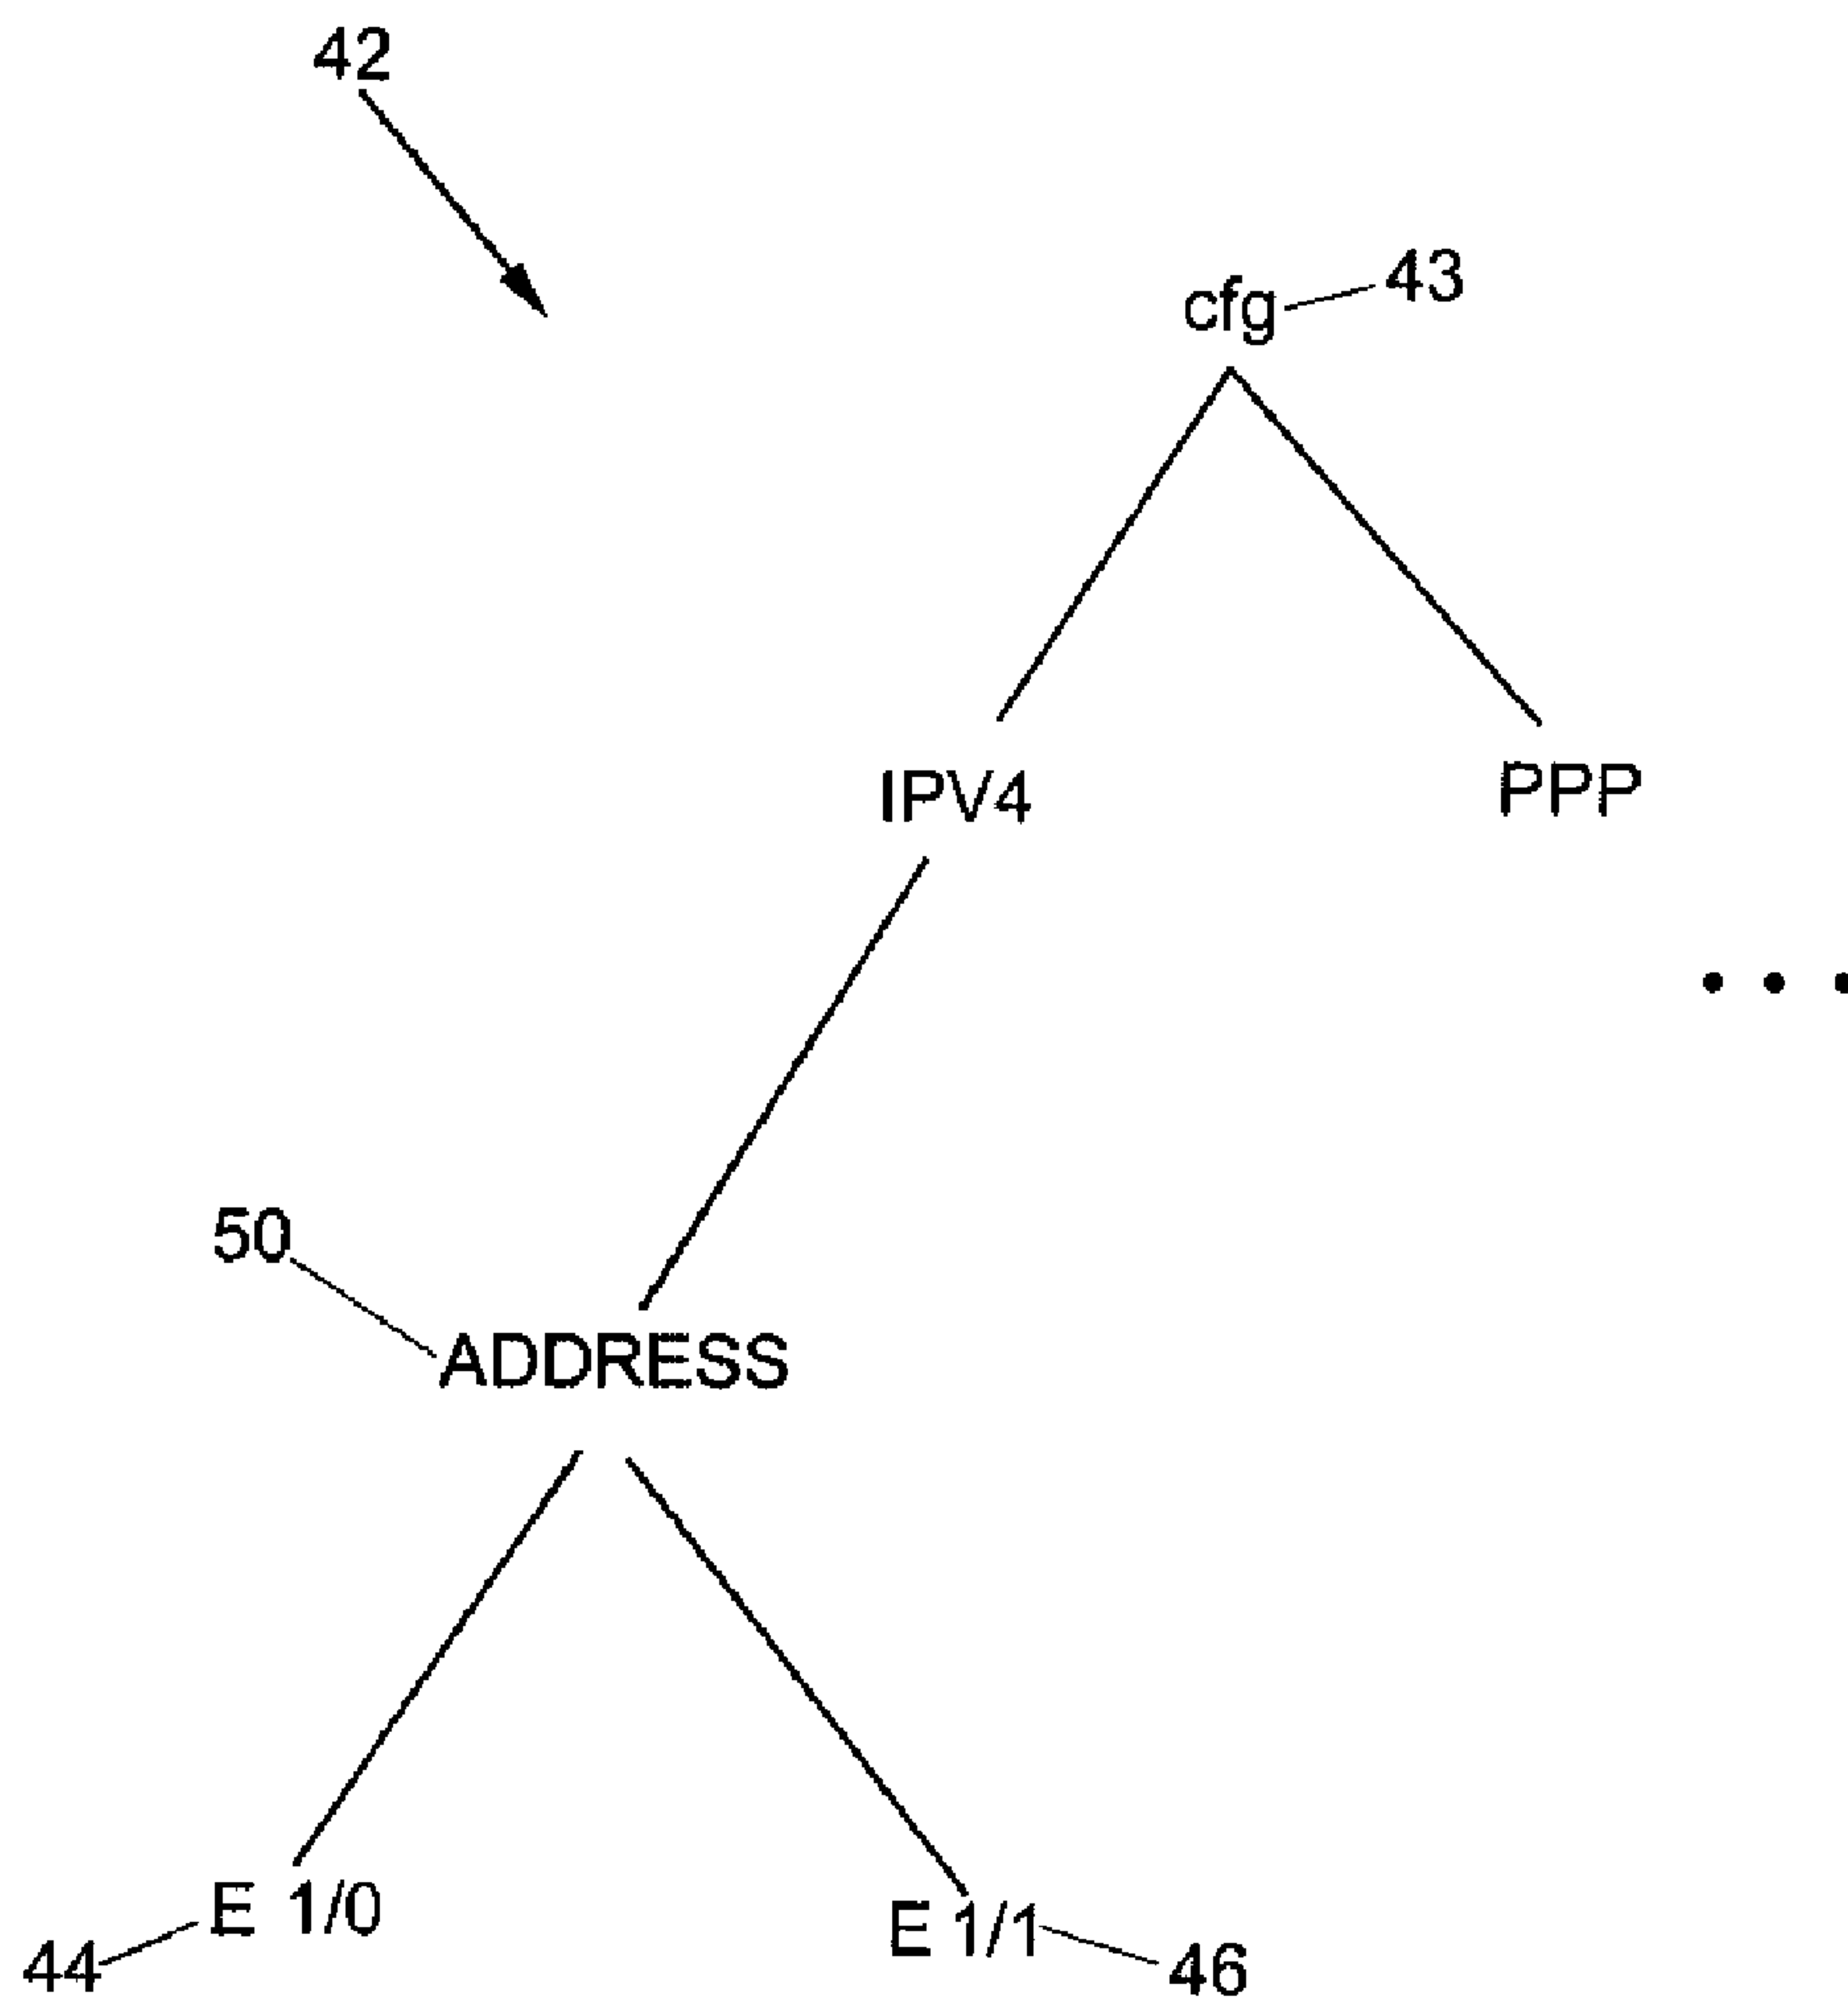 42
cfg
43
IPV4
PPP
• • •
50
ADDRESS
E 1/0
E 1/1
44
46